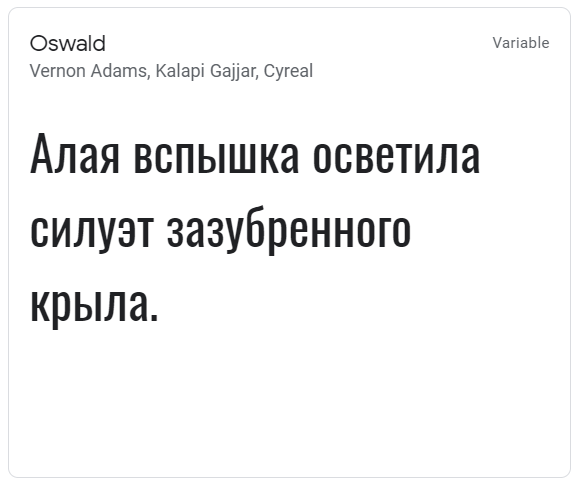 Oswald
Variable
Vernon Adams, Kalapi Gajjar, Cyreal
Алая вспышка осветила
силуэт зазубренного
крыла.